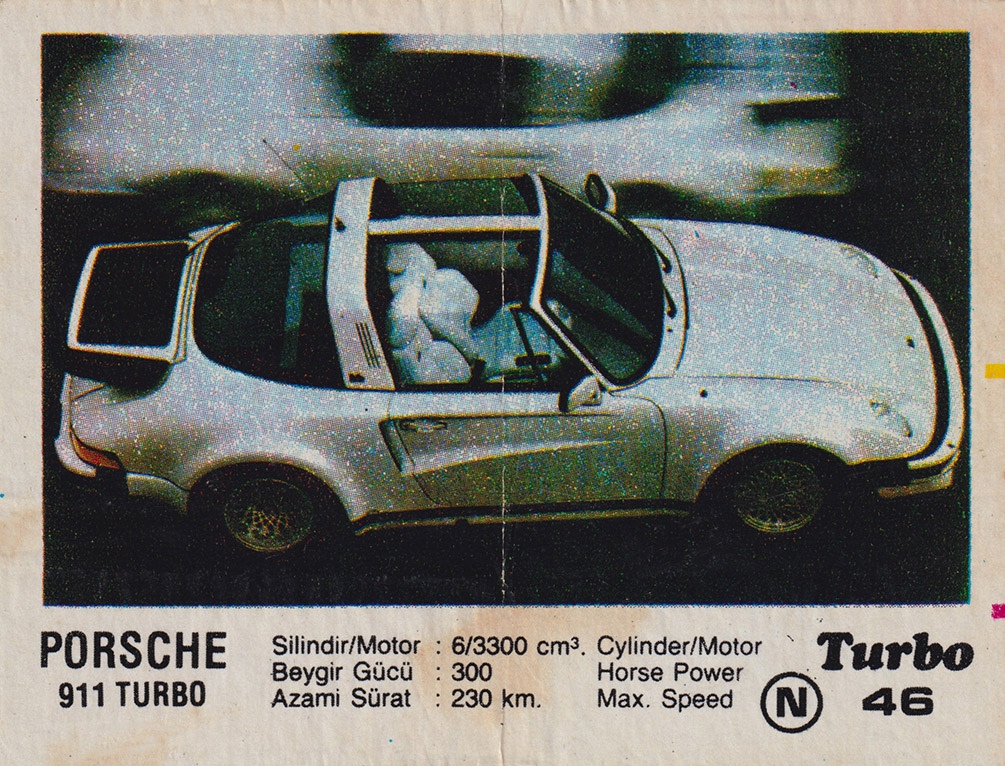 PORSCHE
911 TURBO
Silindir/Motor : 6/3300 cm³. Cylinder/Motor
Beygir Gücü : 300 Horse Power
Azami Sürat : 230 km. Max. Speed
N
Turbo
46